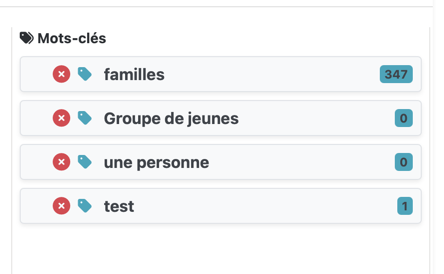 Mots-clés
familles 347
Groupe de jeunes 0
une personne 0
test 1